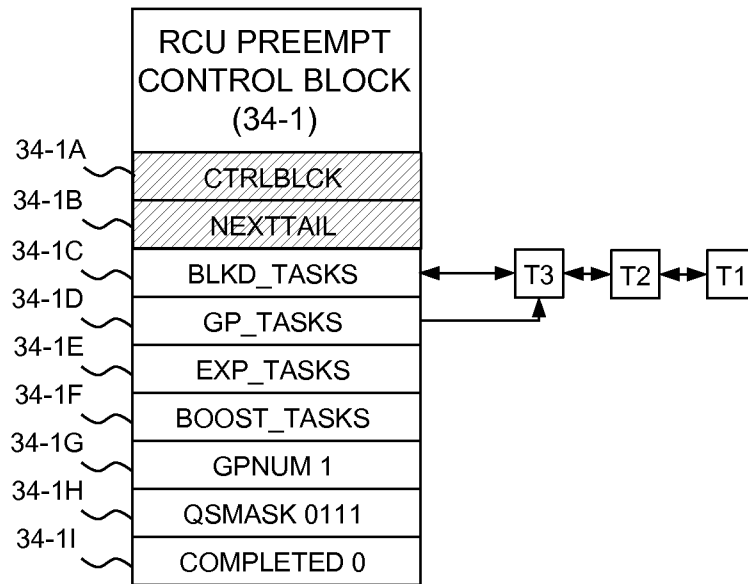 RCU PREEMPT
CONTROL BLOCK
(34-1)
34-1A
CTRLBLCK
34-1B
NEXTTAIL
34-1C
BLKD_TASKS
T3
T2
T1
34-1D
GP_TASKS
34-1E
EXP_TASKS
34-1F
BOOST_TASKS
34-1G
GPNUM 1
34-1H
QSMASK 0111
34-1I
COMPLETED 0